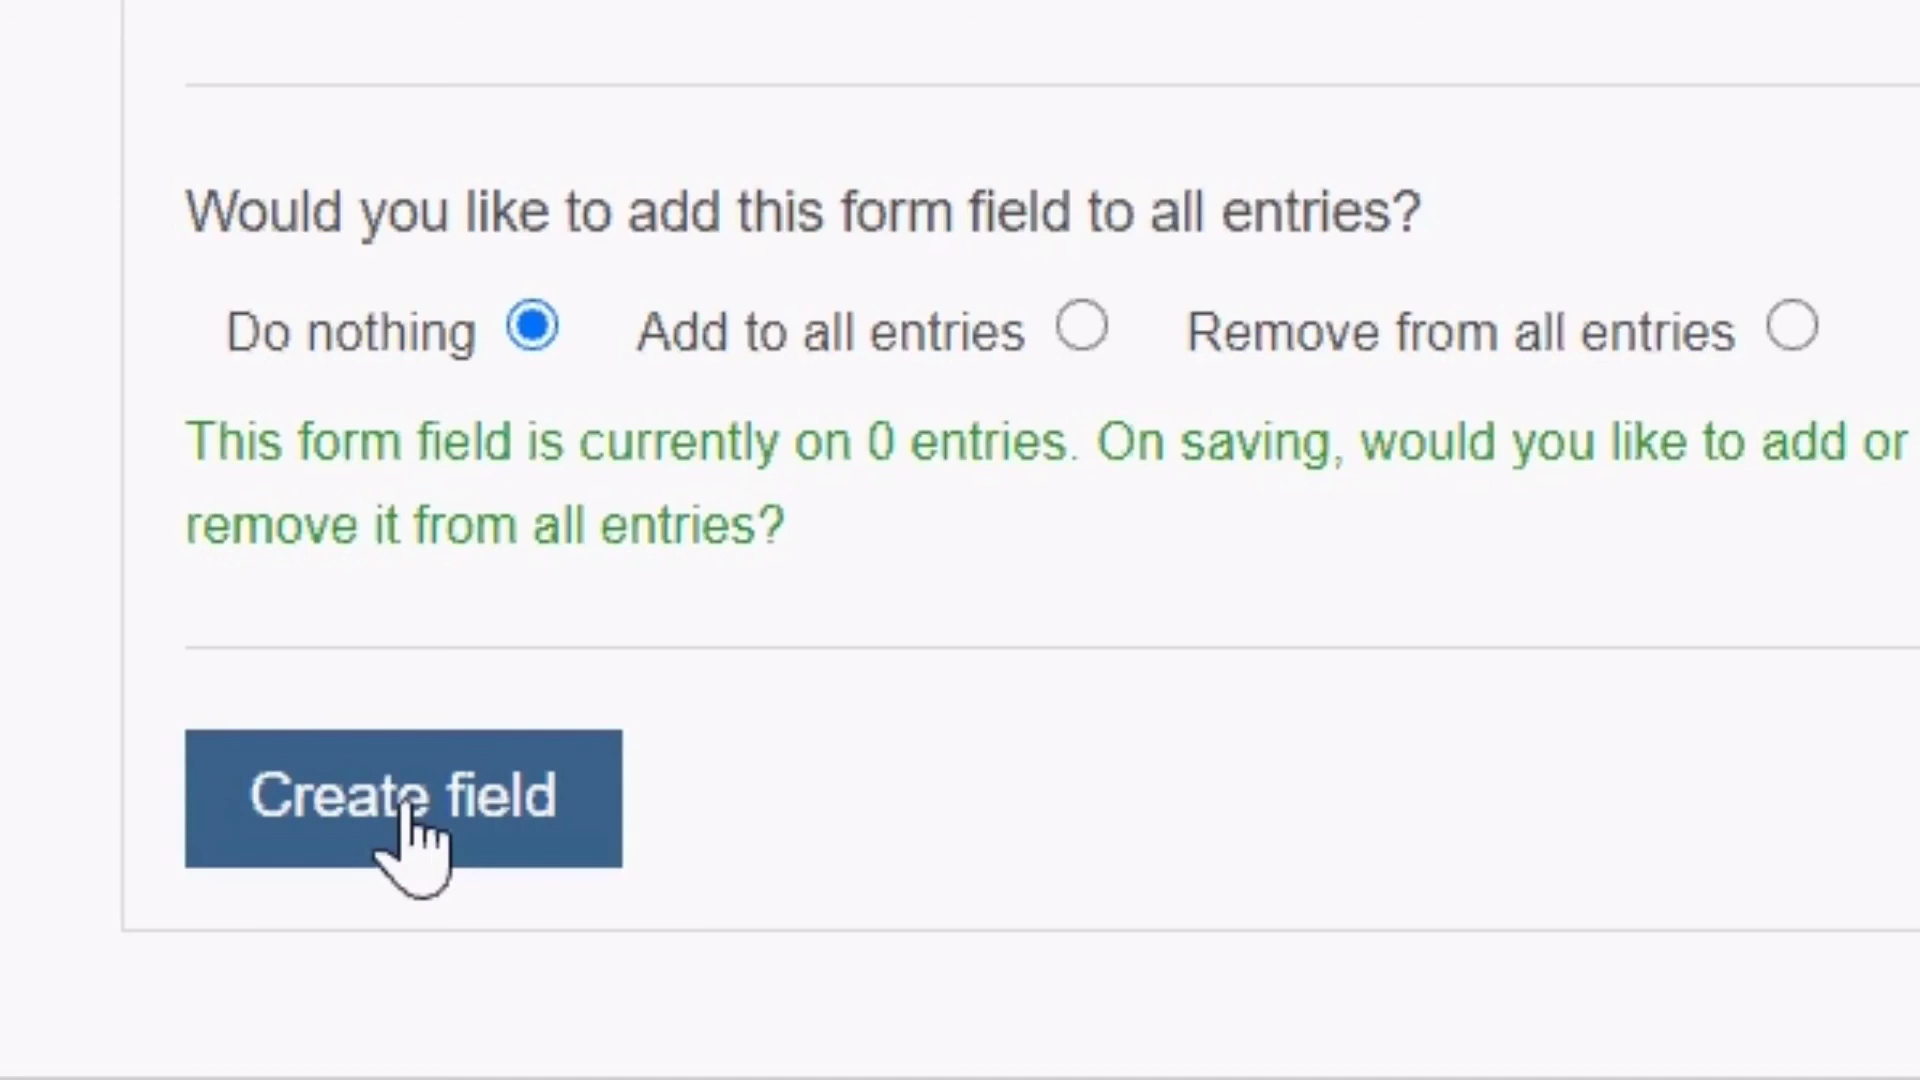 Would you like to add this form field to all entries?
Do nothing Add to all entries Remove from all entries
This form field is currently on 0 entries. On saving, would you like to add or
remove it from all entries?
Create field